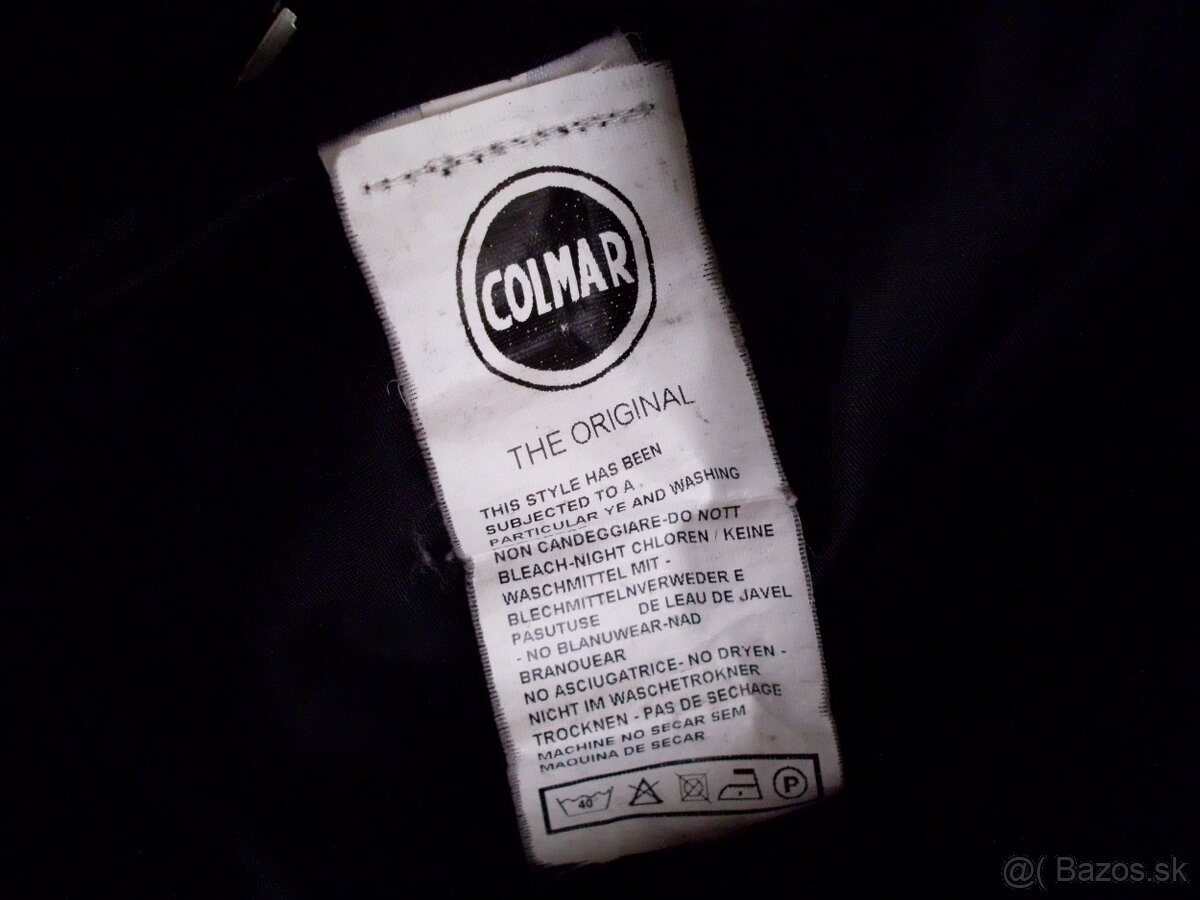 COLMAR
THE ORIGINAL
THIS STYLE HAS BEEN
SUBJECTED TO A
PARTICULAR YE AND WASHING
NON CANDEGGIARE-DO NOTT
BLEACH-NIGHT CHLOREN / KEINE
WASCHMITTEL MIT -
BLECHMITTELNVERWEDER E
PASUTUSE DE LEAU DE JAVEL
- NO BLANUWEAR-NAD
BRANOUEAR
NO ASCIUGATRICE- NO DRYEN -
NICHT IM WASCHETROKNER
TROCKNEN - PAS DE SECHAGE
MACHINE NO SECAR SEM
MAQUINA DE SECAR
40 P
@( Bazos.sk